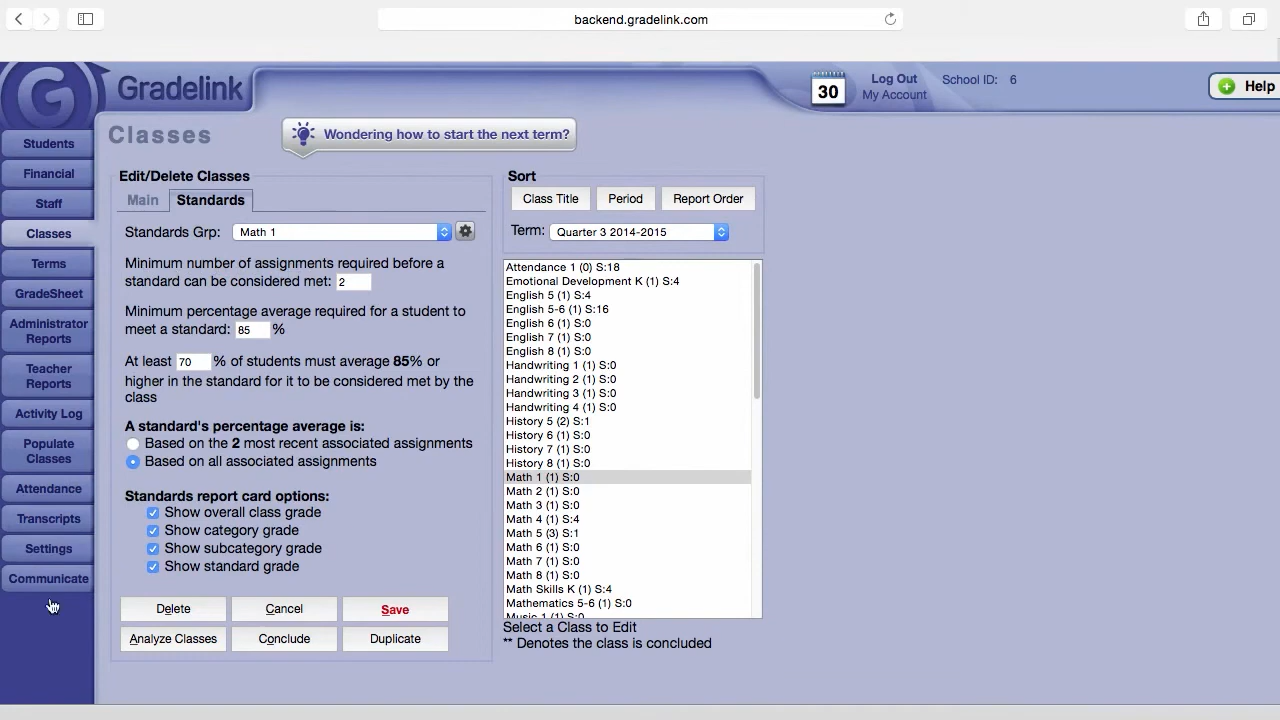 backend.gradelink.com
G Gradelink
30
Log Out
My Account
School ID: 6
Help
Classes
Wondering how to start the next term?
Students
Financial
Staff
Classes
Terms
GradeSheet
Administrator
Reports
Teacher
Reports
Activity Log
Populate
Classes
Attendance
Transcripts
Settings
Communicate
Edit/Delete Classes
Main Standards
Standards Grp: Math 1
Minimum number of assignments required before a
standard can be considered met: 2
Minimum percentage average required for a student to
meet a standard: 85 %
At least 70 % of students must average 85% or
higher in the standard for it to be considered met by the
class
A standard's percentage average is:
Based on the 2 most recent associated assignments
Based on all associated assignments
Standards report card options:
Show overall class grade
Show category grade
Show subcategory grade
Show standard grade
Delete Cancel Save
Analyze Classes Conclude Duplicate
Sort
Class Title Period Report Order
Term: Quarter 3 2014-2015
Attendance 1 (0) S:18
Emotional Development K (1) S:4
English 5 (1) S:4
English 5-6 (1) S:16
English 6 (1) S:0
English 7 (1) S:0
English 8 (1) S:0
Handwriting 1 (1) S:0
Handwriting 2 (1) S:0
Handwriting 3 (1) S:0
Handwriting 4 (1) S:0
History 5 (2) S:1
History 6 (1) S:0
History 7 (1) S:0
History 8 (1) S:0
Math 1 (1) S:0
Math 2 (1) S:0
Math 3 (1) S:0
Math 4 (1) S:4
Math 5 (3) S:1
Math 6 (1) S:0
Math 7 (1) S:0
Math 8 (1) S:0
Math Skills K (1) S:4
Mathematics 5-6 (1) S:0
Music 1 (1) S:0
Select a Class to Edit
** Denotes the class is concluded